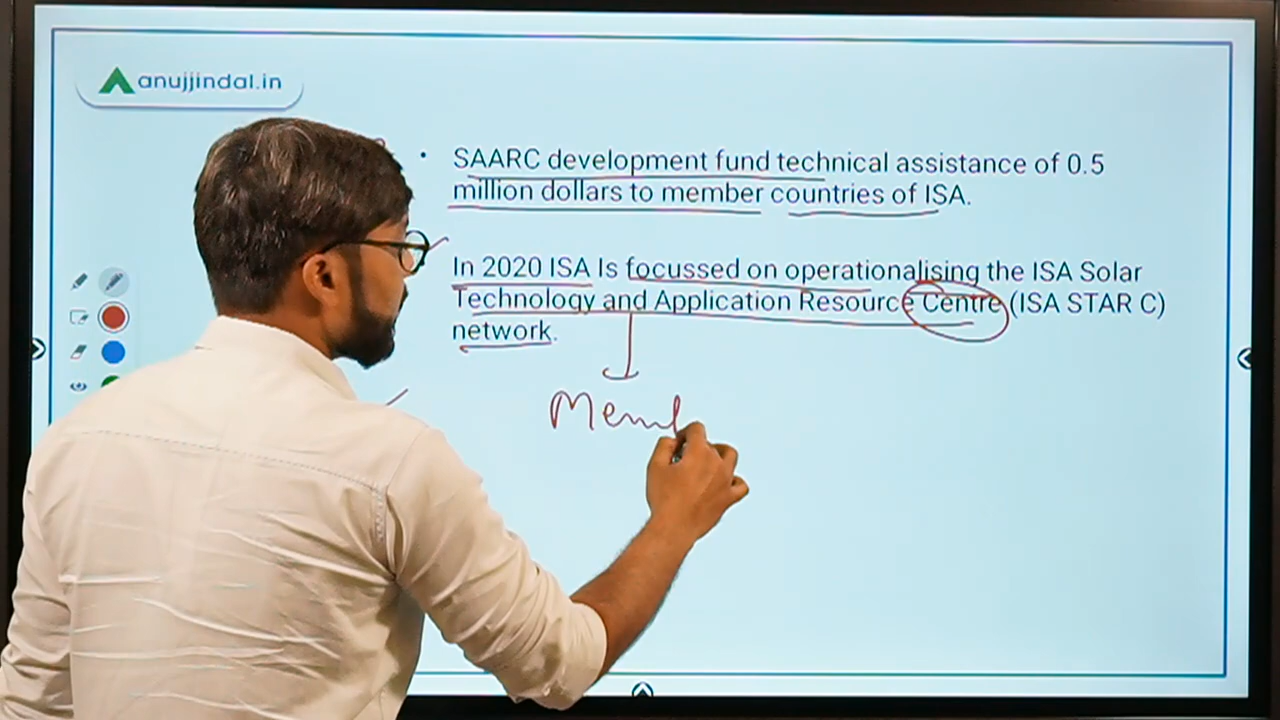 anujjindal.in
• SAARC development fund technical assistance of 0.5
million dollars to member countries of ISA.
In 2020 ISA Is focussed on operationalising the ISA Solar
Technology and Application Resource Centre (ISA STAR C)
network.
Memb